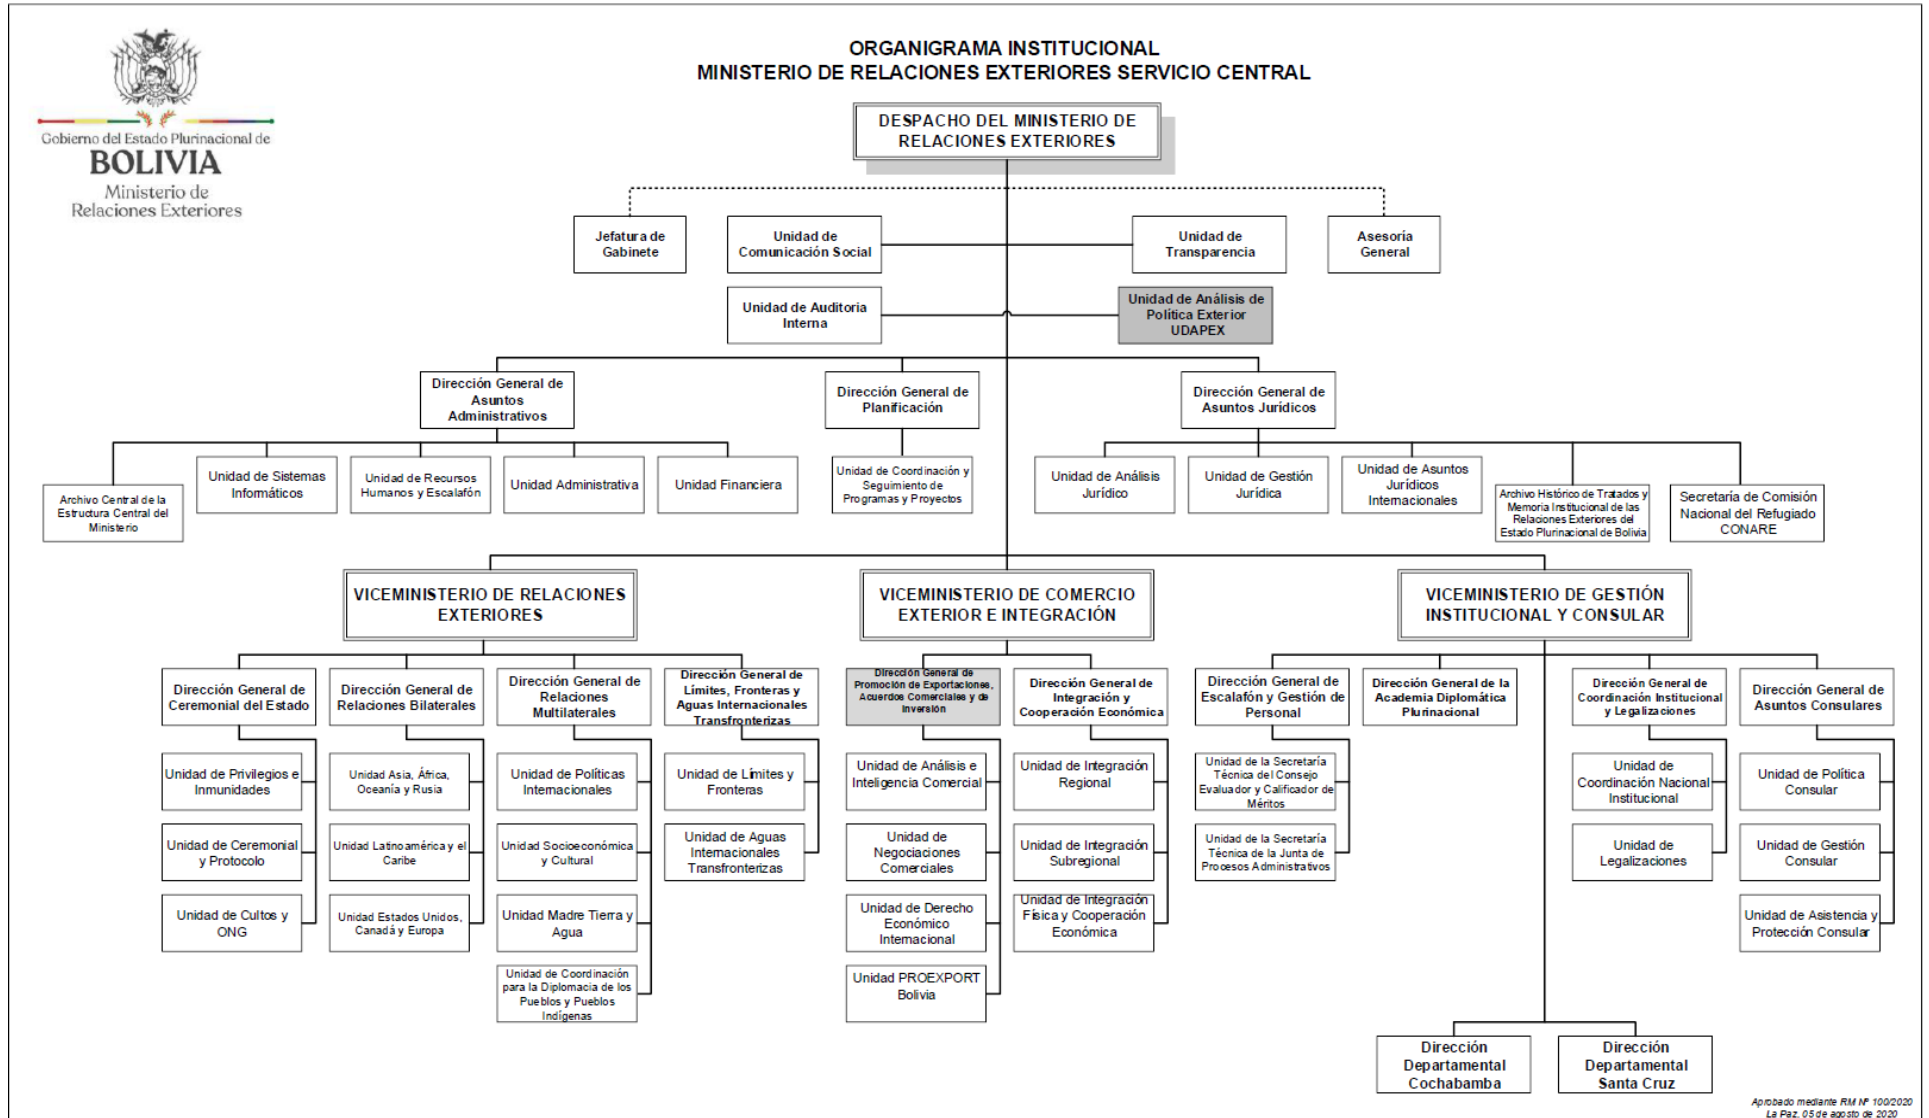 ORGANIGRAMA INSTITUCIONAL
MINISTERIO DE RELACIONES EXTERIORES SERVICIO CENTRAL
Gobierno del Estado Plurinacional de
BOLIVIA
Ministerio de
Relaciones Exteriores
DESPACHO DEL MINISTERIO DE
RELACIONES EXTERIORES
Jefatura de
Gabinete
Unidad de
Comunicación Social
Unidad de
Transparencia
Asesoría
General
Unidad de Auditoria
Interna
Unidad de Análisis de
Política Exterior
UDAPEX
Dirección General de
Asuntos
Administrativos
Dirección General de
Planificación
Dirección General de
Asuntos Jurídicos
Archivo Central de la
Estructura Central del
Ministerio
Unidad de Sistemas
Informáticos
Unidad de Recursos
Humanos y Escalafón
Unidad Administrativa
Unidad Financiera
Unidad de Coordinación y
Seguimiento de
Programas y Proyectos
Unidad de Análisis
Jurídico
Unidad de Gestión
Jurídica
Unidad de Asuntos
Jurídicos
Internacionales
Archivo Histórico de Tratados y
Memoria Institucional de las
Relaciones Exteriores del
Estado Plurinacional de Bolivia
Secretaría de Comisión
Nacional del Refugiado
CONARE
VICEMINISTERIO DE RELACIONES
EXTERIORES
VICEMINISTERIO DE COMERCIO
EXTERIOR E INTEGRACIÓN
VICEMINISTERIO DE GESTIÓN
INSTITUCIONAL Y CONSULAR
Dirección General de
Ceremonial del Estado
Dirección General de
Relaciones Bilaterales
Dirección General de
Relaciones
Multilaterales
Dirección General de
Límites, Fronteras y
Aguas Internacionales
Transfronterizas
Dirección General de
Promoción de Exportaciones,
Acuerdos Comerciales y de
Inversión
Dirección General de
Integración y
Cooperación Económica
Dirección General de
Escalafón y Gestión de
Personal
Dirección General de la
Academia Diplomática
Plurinacional
Dirección General de
Coordinación Institucional
y Legalizaciones
Dirección General de
Asuntos Consulares
Unidad de Privilegios e
Inmunidades
Unidad Asia, África,
Oceanía y Rusia
Unidad de Políticas
Internacionales
Unidad de Límites y
Fronteras
Unidad de Análisis e
Inteligencia Comercial
Unidad de Integración
Regional
Unidad de la Secretaría
Técnica del Consejo
Evaluador y Calificador de
Méritos
Unidad de
Coordinación Nacional
Institucional
Unidad de Política
Consular
Unidad de Ceremonial
y Protocolo
Unidad Latinoamérica y el
Caribe
Unidad Socioeconómica
y Cultural
Unidad de Aguas
Internacionales
Transfronterizas
Unidad de
Negociaciones
Comerciales
Unidad de Integración
Subregional
Unidad de la Secretaría
Técnica de la Junta de
Procesos Administrativos
Unidad de
Legalizaciones
Unidad de Gestión
Consular
Unidad de Cultos y
ONG
Unidad Estados Unidos,
Canadá y Europa
Unidad Madre Tierra y
Agua
Unidad de Derecho
Económico
Internacional
Unidad de Integración
Física y Cooperación
Económica
Unidad de Asistencia y
Protección Consular
Unidad de Coordinación
para la Diplomacia de los
Pueblos y Pueblos
Indígenas
Unidad PROEXPORT
Bolivia
Dirección
Departamental
Cochabamba
Dirección
Departamental
Santa Cruz
Aprobado mediante RM Nº 100/2020
La Paz, 05 de agosto de 2020